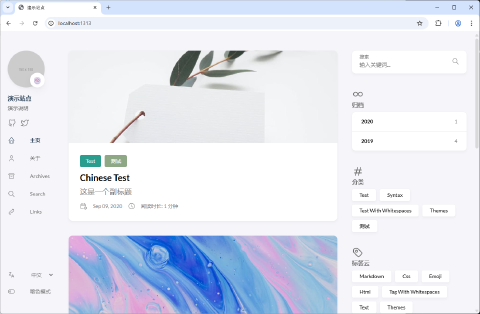 演示站点
localhost:1313
演示站点
演示说明
主页
关于
Archives
Search
Links
中文
暗色模式
Test
测试
Chinese Test
这是一个副标题
Sep 09, 2020
阅读时长: 1 分钟
搜索
输入关键词...
归档
2020
1
2019
4
分类
Test
Syntax
Test With Whitespaces
Themes
测试
标签云
Markdown
Css
Emoji
Html
Tag With Whitespaces
Text
Themes